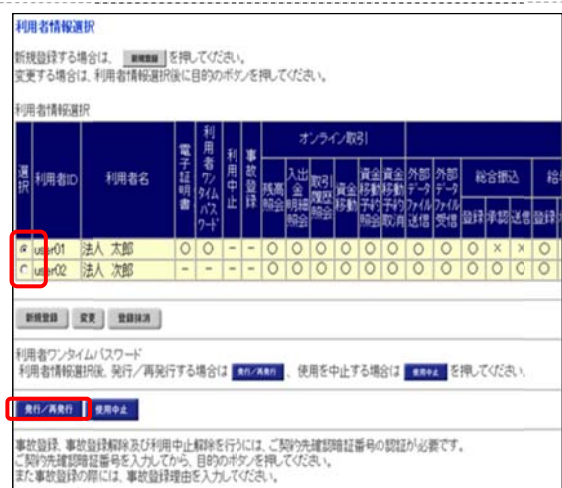 利用者情報選択
新規登録する場合は、 新規登録 を押してください。
変更する場合は、利用者情報選択後に目的のボタンを押してください。
利用者情報選択
選択 利用者ID 利用者名 電子証明書 利用者ワンタイムパスワード 利用中止 事故登録 オンライン取引
残高照会 入出金明細照会 取引履歴照会 資金移動 資金移動予約照会 資金移動予約取消 外部データファイル送信 外部データファイル受信 総合振込 給
登録 承認 送信 登録
user01 法人 太郎 ○ ○ － － ○ ○ ○ ○ ○ ○ ○ ○ ○ × × ○
user02 法人 次郎 － － － － ○ ○ ○ ○ ○ ○ ○ ○ ○ ○ ○ ○
新規登録 変更 登録抹消
利用者ワンタイムパスワード
利用者情報選択後、発行／再発行する場合は 発行／再発行 、使用を中止する場合は 使用中止 を押してください。
発行／再発行 使用中止
事故登録、事故登録解除及び利用中止解除を行うには、ご契約先確認暗証番号の認証が必要です。
ご契約先確認暗証番号を入力してから、目的のボタンを押してください。
また事故登録の際には、事故登録理由を入力してください。